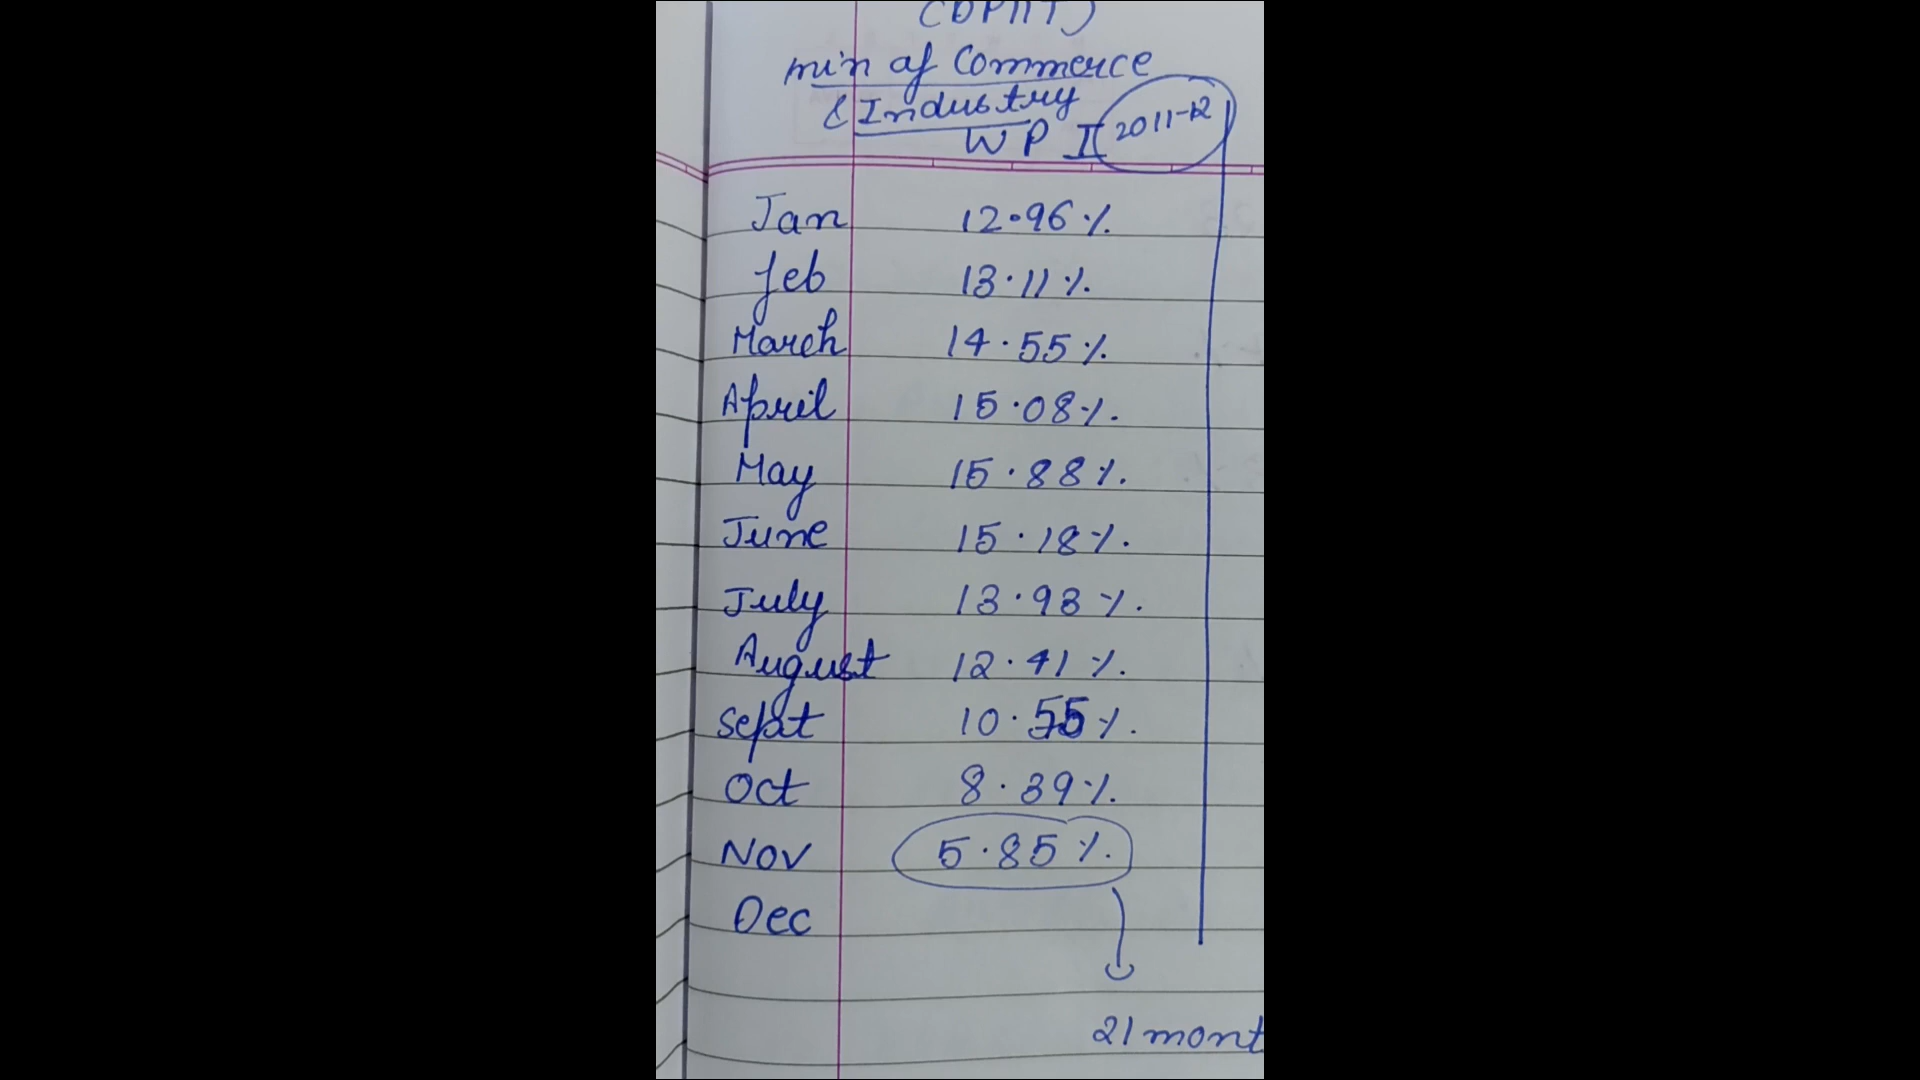 (DPIIT)
min of Commerce
& Industry
WPI 2011-12
Jan 12.96%
feb 13.11%
March 14.55%
April 15.08%
May 15.88%
June 15.18%
July 13.93%
August 12.41%
Sept 10.55%
Oct 8.39%
Nov 5.85%
Dec
21 mont